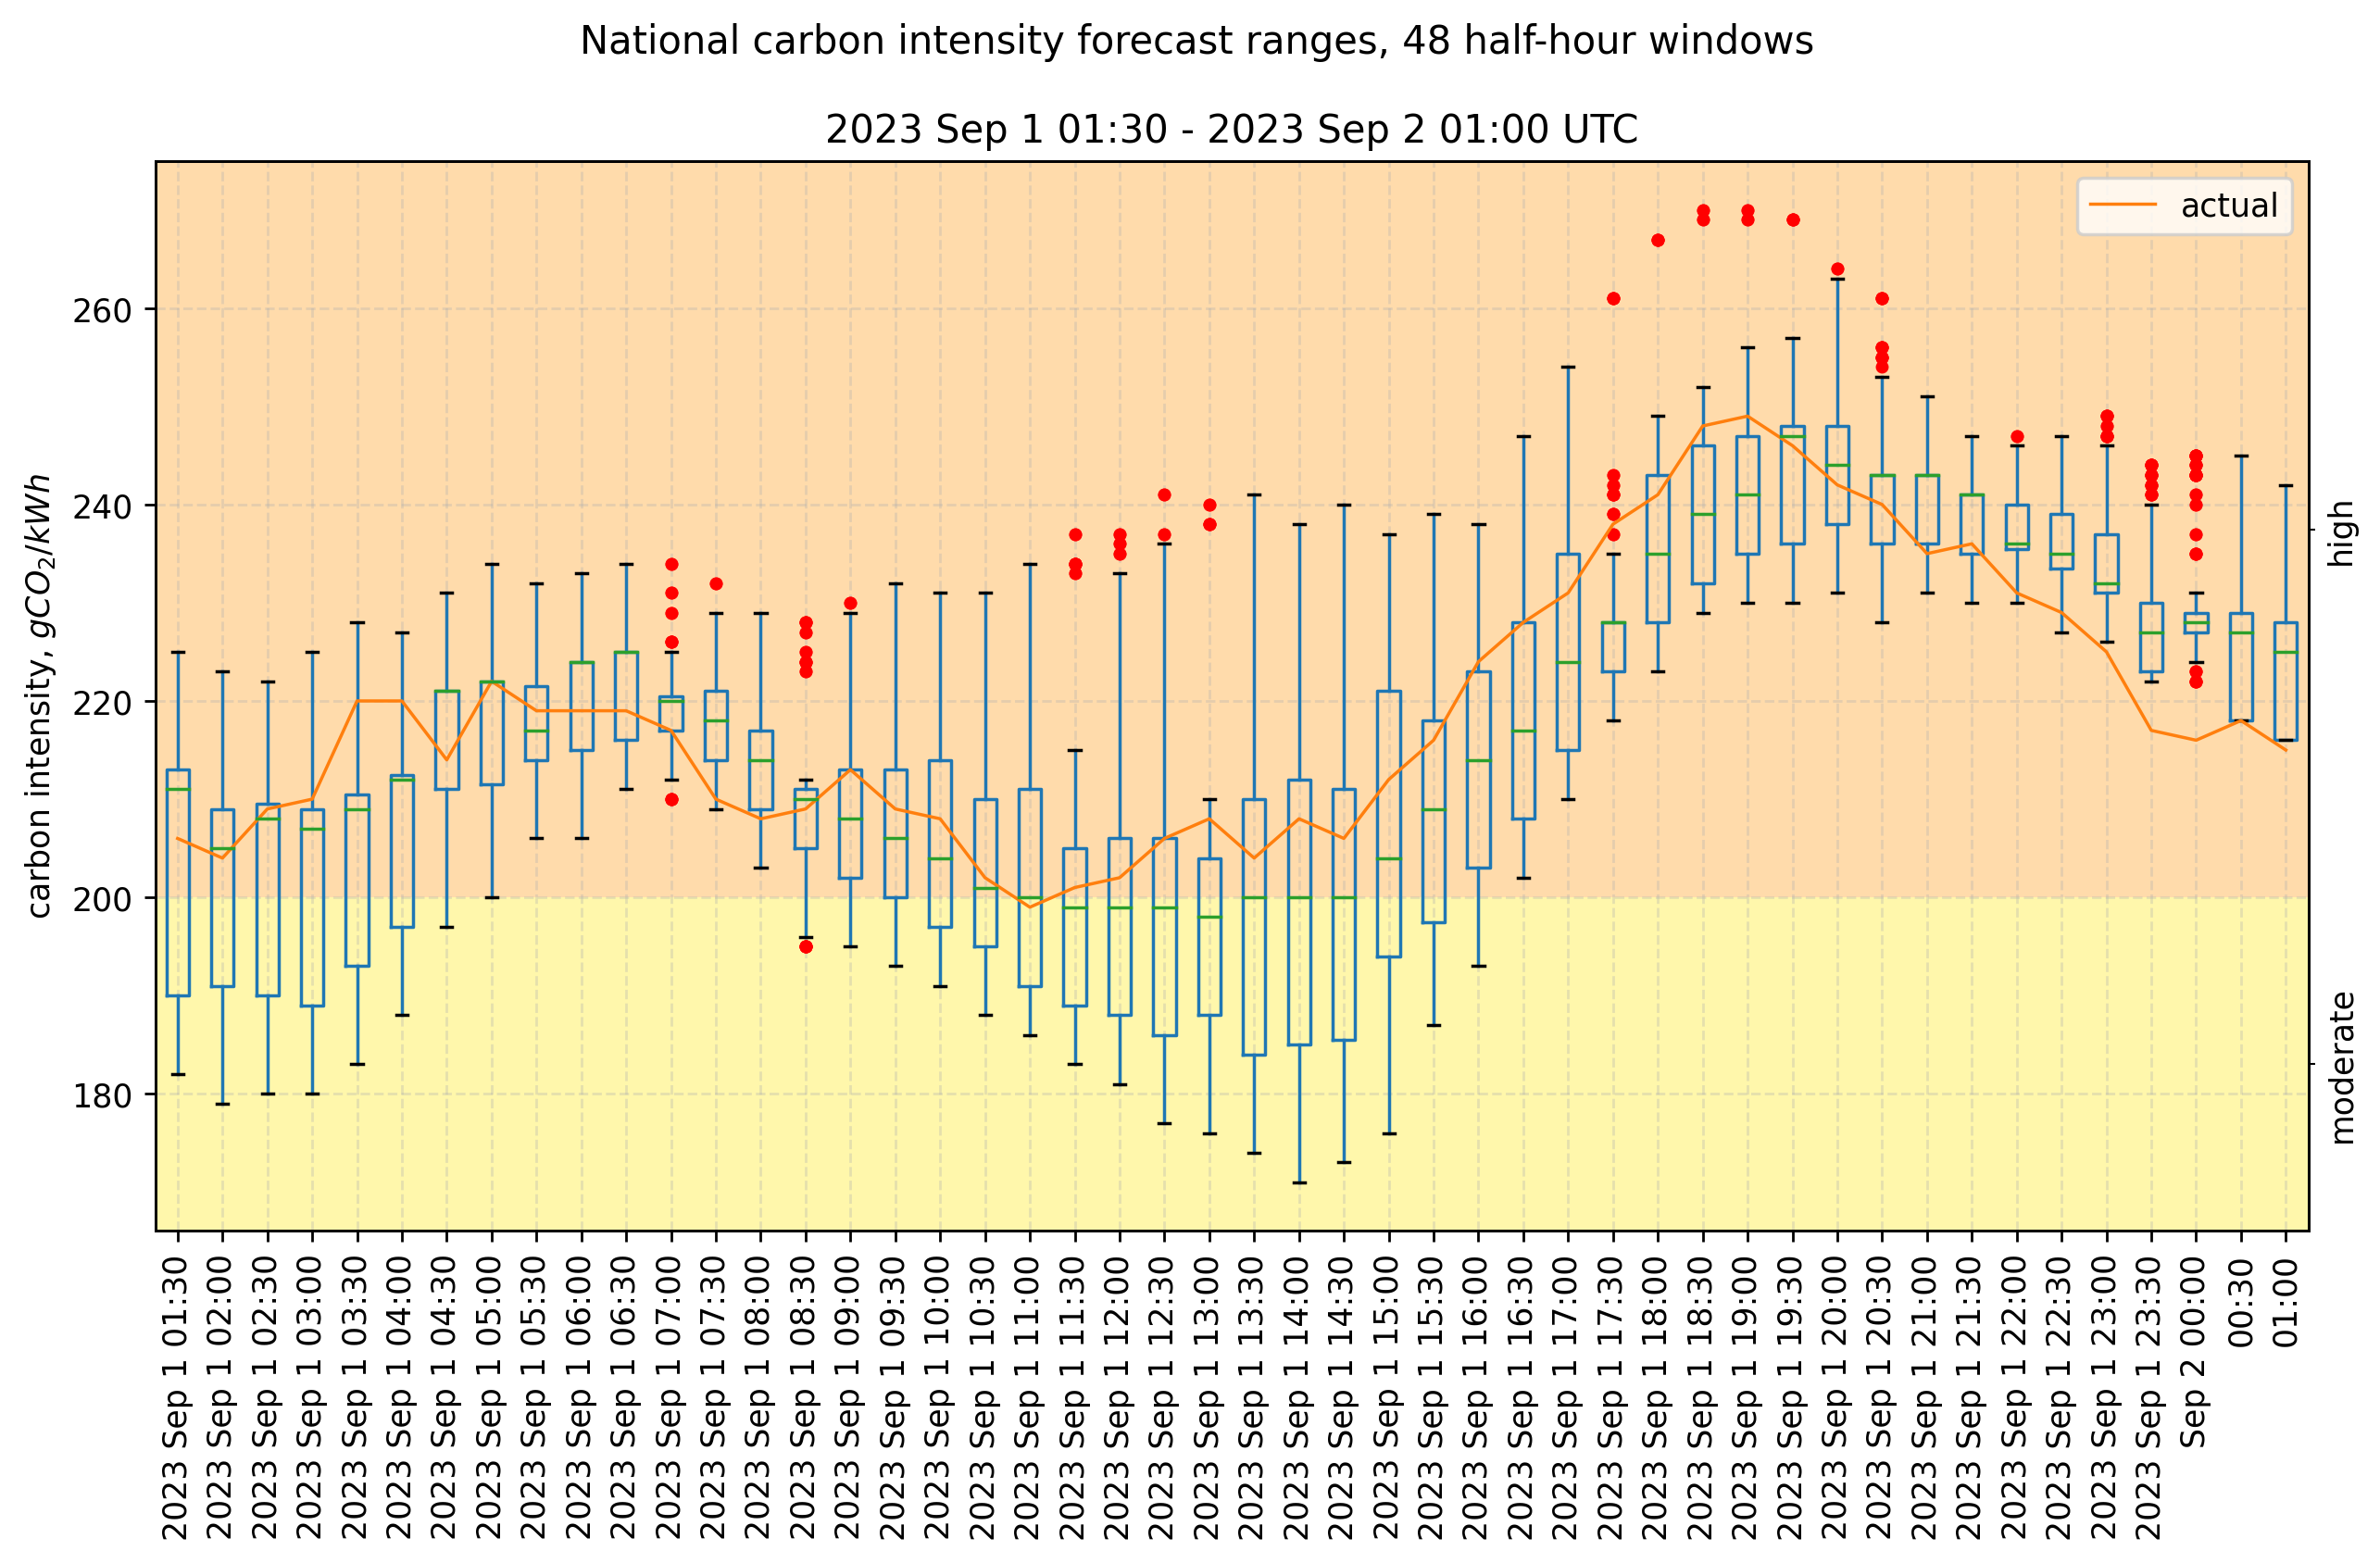 National carbon intensity forecast ranges, 48 half-hour windows
2023 Sep 1 01:30 - 2023 Sep 2 01:00 UTC
actual
carbon intensity, gCO₂/kWh
260
240
220
200
180
high
moderate
2023 Sep 1 01:30
2023 Sep 1 02:00
2023 Sep 1 02:30
2023 Sep 1 03:00
2023 Sep 1 03:30
2023 Sep 1 04:00
2023 Sep 1 04:30
2023 Sep 1 05:00
2023 Sep 1 05:30
2023 Sep 1 06:00
2023 Sep 1 06:30
2023 Sep 1 07:00
2023 Sep 1 07:30
2023 Sep 1 08:00
2023 Sep 1 08:30
2023 Sep 1 09:00
2023 Sep 1 09:30
2023 Sep 1 10:00
2023 Sep 1 10:30
2023 Sep 1 11:00
2023 Sep 1 11:30
2023 Sep 1 12:00
2023 Sep 1 12:30
2023 Sep 1 13:00
2023 Sep 1 13:30
2023 Sep 1 14:00
2023 Sep 1 14:30
2023 Sep 1 15:00
2023 Sep 1 15:30
2023 Sep 1 16:00
2023 Sep 1 16:30
2023 Sep 1 17:00
2023 Sep 1 17:30
2023 Sep 1 18:00
2023 Sep 1 18:30
2023 Sep 1 19:00
2023 Sep 1 19:30
2023 Sep 1 20:00
2023 Sep 1 20:30
2023 Sep 1 21:00
2023 Sep 1 21:30
2023 Sep 1 22:00
2023 Sep 1 22:30
2023 Sep 1 23:00
2023 Sep 1 23:30
Sep 2 00:00
00:30
01:00